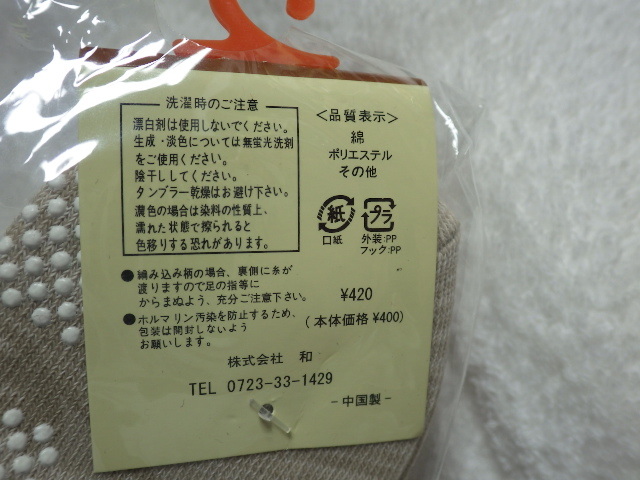 洗濯時のご注意
漂白剤は使用しないでください。
生成・淡色については無蛍光洗剤
をご使用ください。
陰干ししてください。
タンブラー乾燥はお避け下さい。
濃色の場合は染料の性質上、
濡れた状態で擦られると
色移りする恐れがあります。
<品質表示>
綿
ポリエステル
その他
紙 プラ
口紙 外装:PP
フック:PP
●編み込み柄の場合、裏側に糸が
渡りますので足の指等に
からまぬよう、充分ご注意下さい。
●ホルマリン汚染を防止するため、
包装は開封しないよう
お願いします。
¥420
(本体価格¥400)
株式会社 和
TEL 0723-33-1429
-中国製-